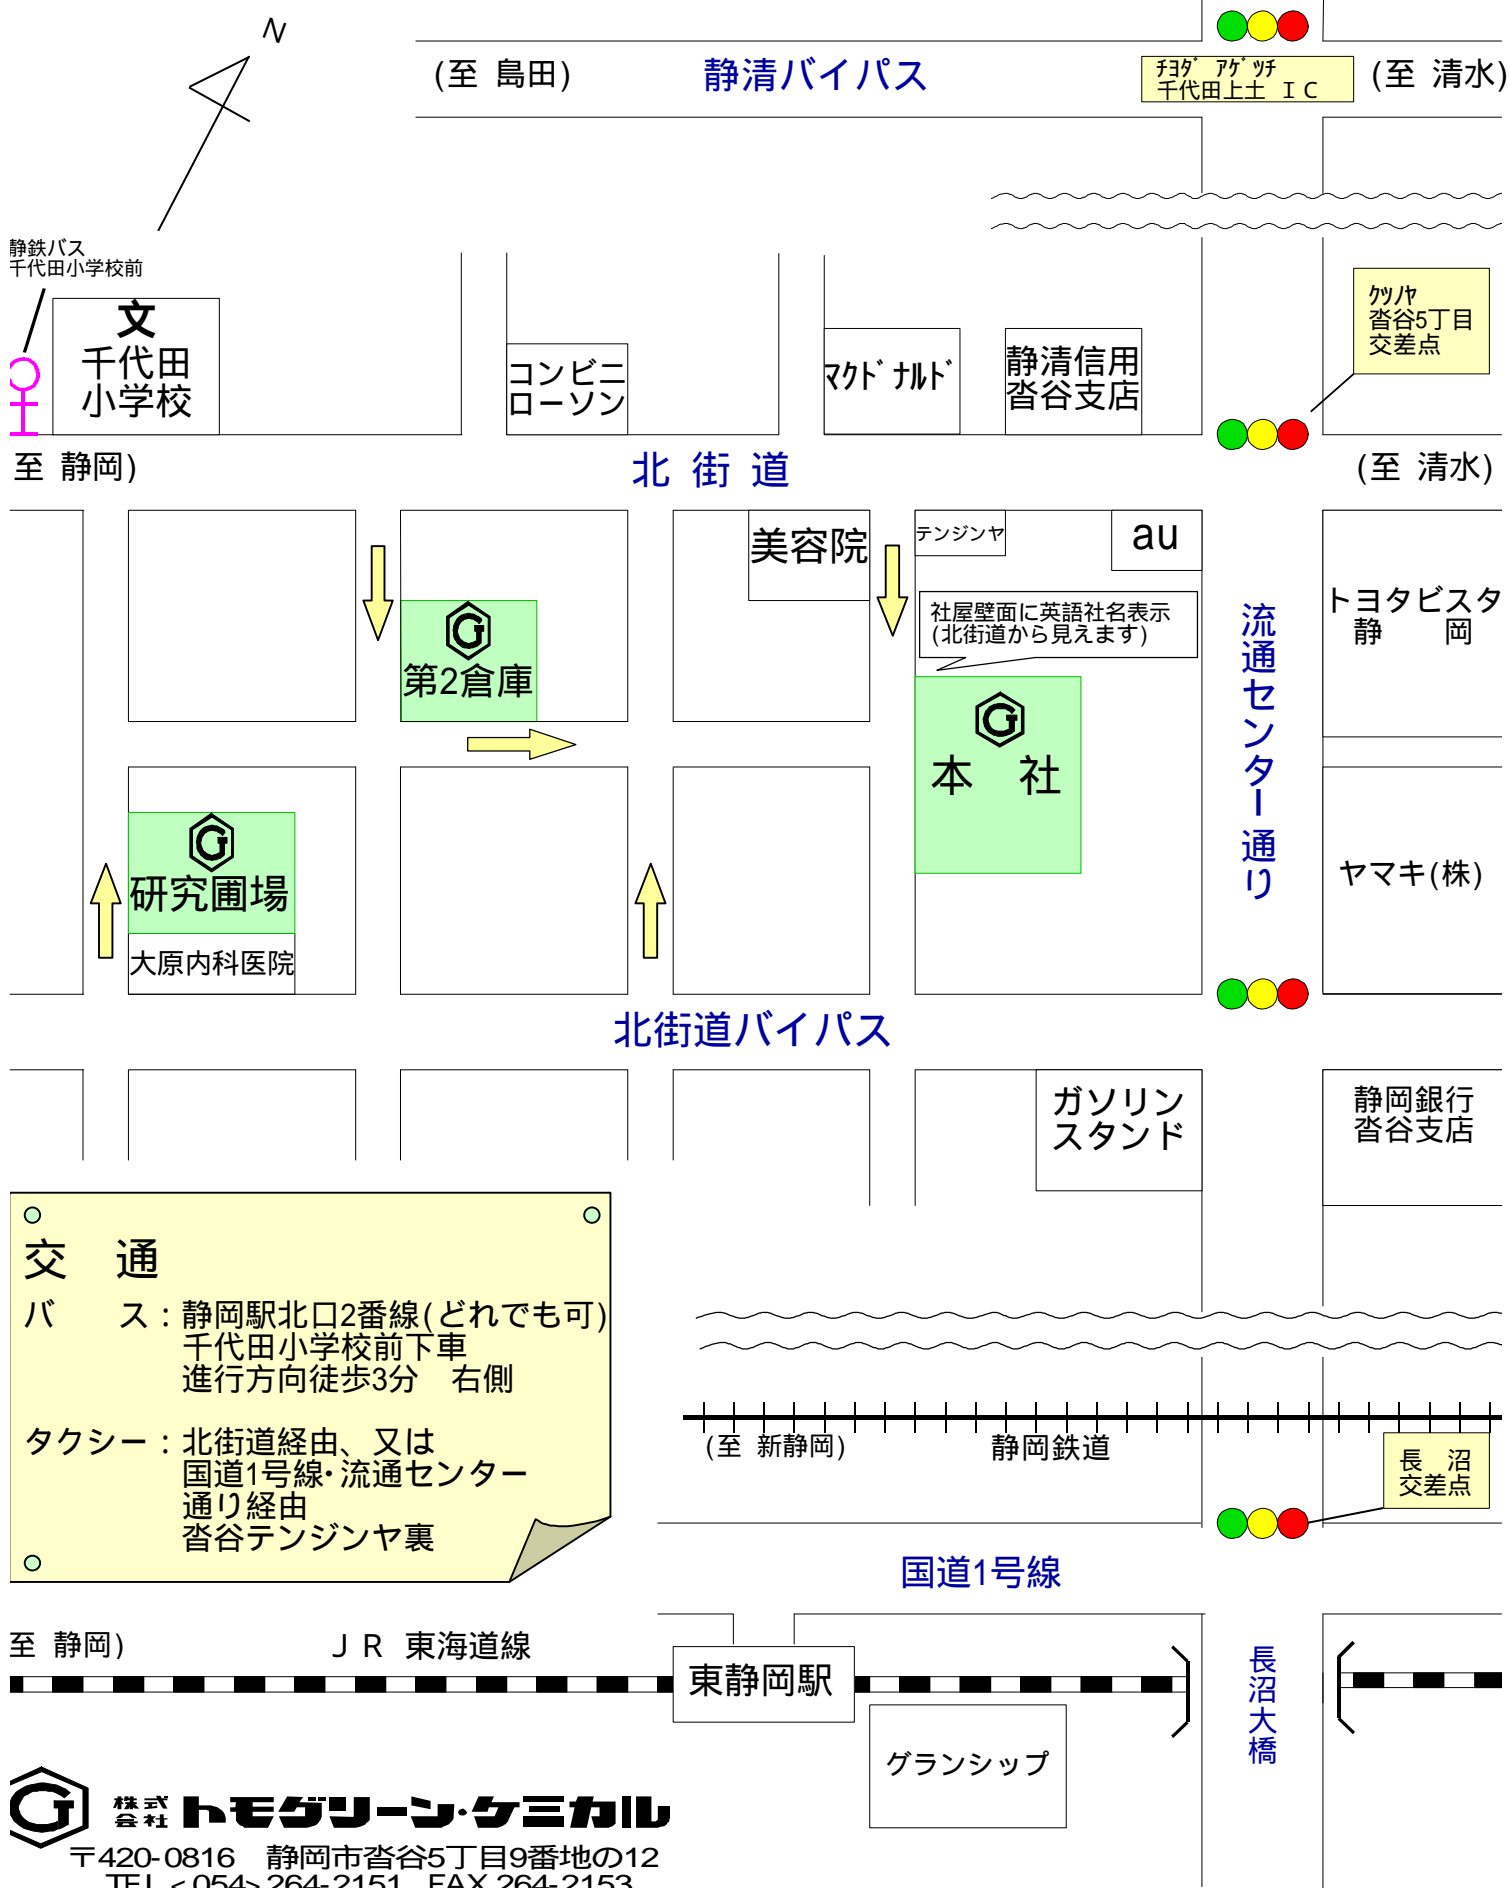 N
(至 島田)
静清バイパス
ﾁﾖﾀﾞ ｱｹﾞﾂﾁ
千代田上土 ＩＣ
(至 清水)
静鉄バス
千代田小学校前
文
千代田
小学校
コンビニ
ローソン
ﾏｸﾄﾞﾅﾙﾄﾞ
静清信用
沓谷支店
ｸﾂﾉﾔ
沓谷5丁目
交差点
至 静岡)
北 街 道
(至 清水)
美容院
テンジンヤ
au
社屋壁面に英語社名表示
(北街道から見えます)
トヨタビスタ
静　　岡
流通センター通り
G
第2倉庫
G
本　社
G
研究圃場
大原内科医院
ヤマキ(株)
北街道バイパス
ガソリン
スタンド
静岡銀行
沓谷支店
交　通
バ　　ス：静岡駅北口2番線(どれでも可)
千代田小学校前下車
進行方向徒歩3分　右側
タクシー：北街道経由、又は
国道1号線・流通センター
通り経由
沓谷テンジンヤ裏
(至 新静岡)
静岡鉄道
長　沼
交差点
国道1号線
至 静岡)
ＪＲ 東海道線
東静岡駅
長沼大橋
グランシップ
G
株式
会社
トモグリーン・ケミカル
〒420-0816　静岡市沓谷5丁目9番地の12
TEL＜054＞264-2151　FAX 264-2153